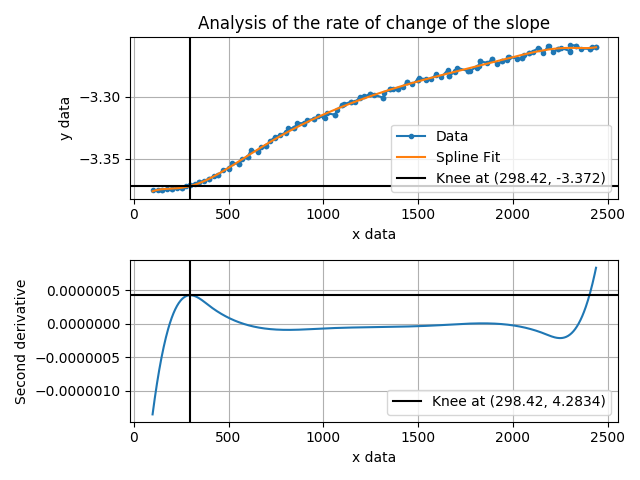 Analysis of the rate of change of the slope
y data
−3.30
−3.35
Data
Spline Fit
Knee at (298.42, -3.372)
0 500 1000 1500 2000 2500
x data
Second derivative
0.0000005
0.0000000
−0.0000005
−0.0000010
Knee at (298.42, 4.2834)
0 500 1000 1500 2000 2500
x data